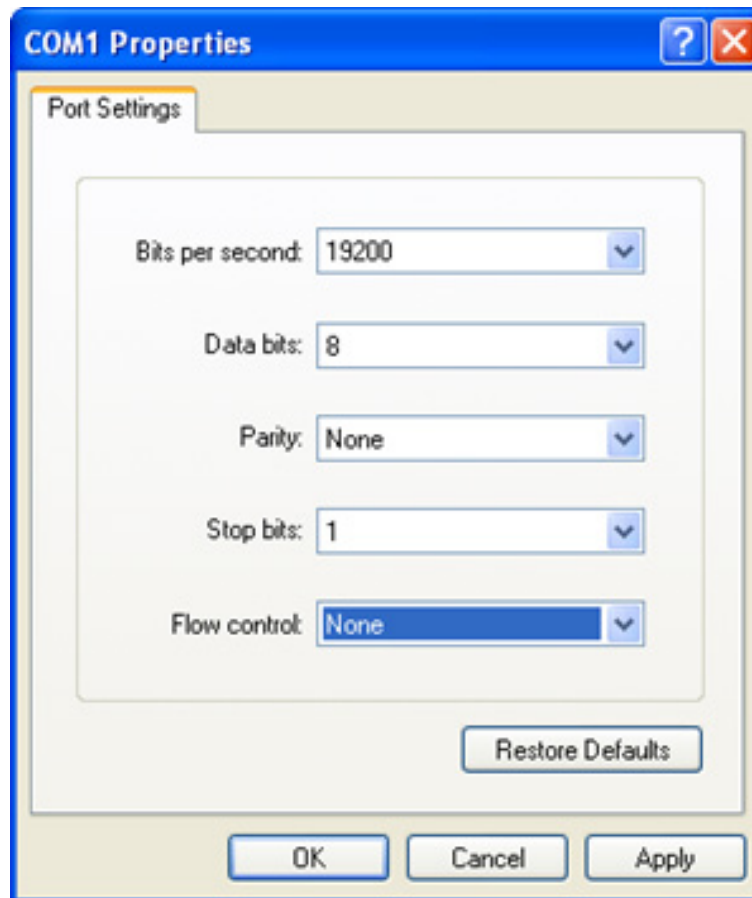 COM1 Properties
Port Settings
Bits per second: 19200
Data bits: 8
Parity: None
Stop bits: 1
Flow control: None
Restore Defaults
OK Cancel Apply